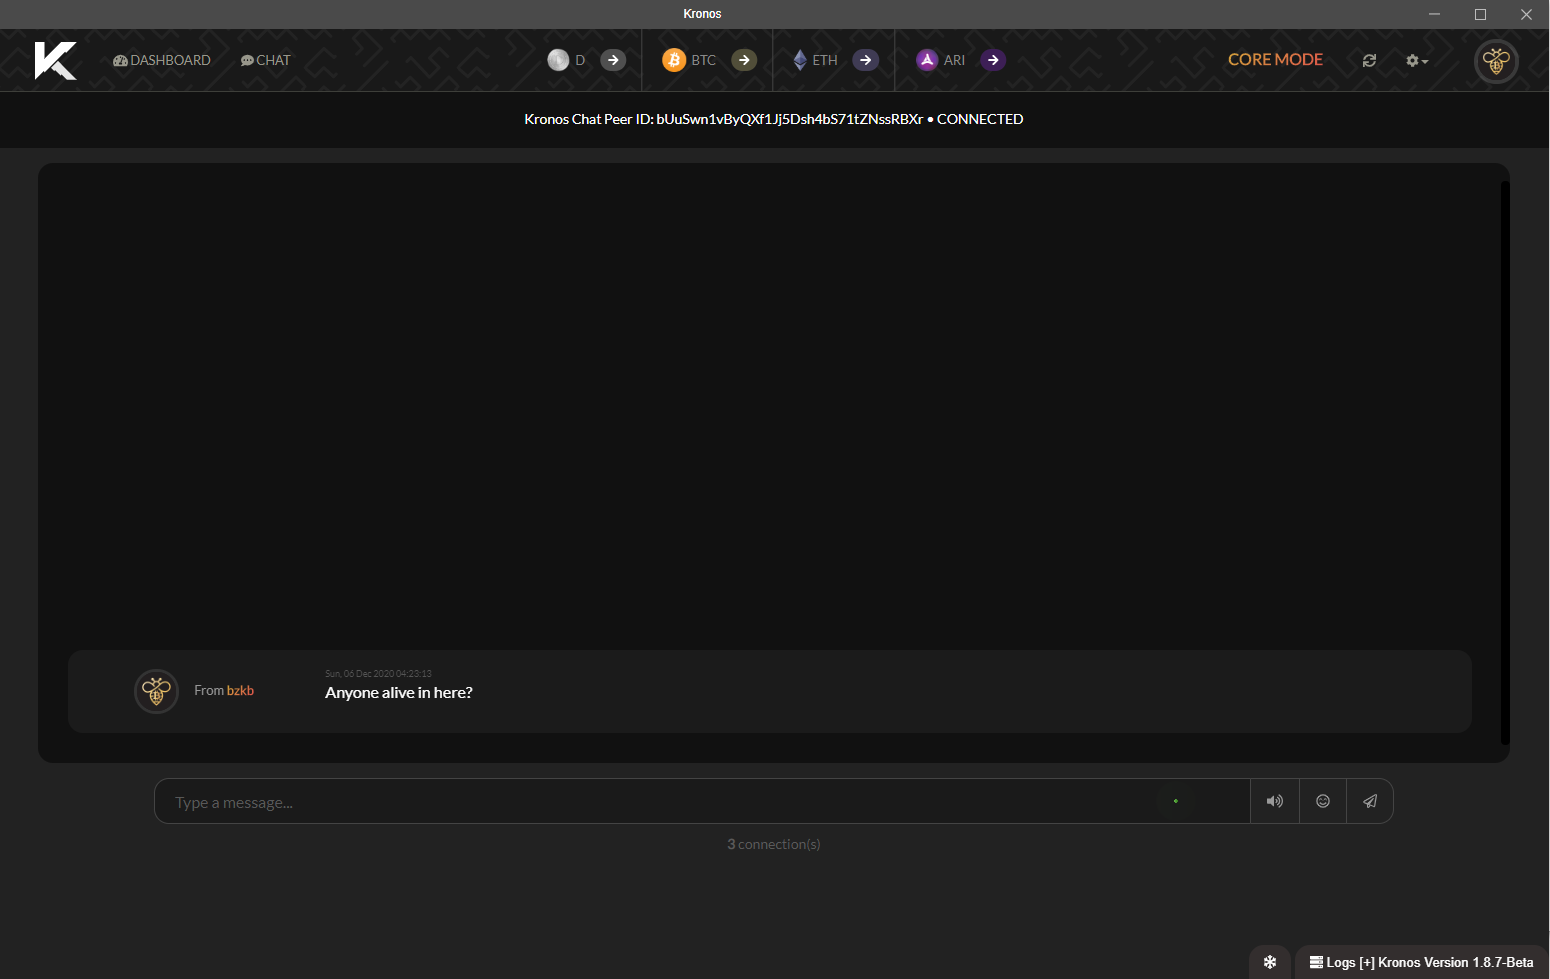 Kronos
DASHBOARD CHAT D BTC ETH ARI CORE MODE
Kronos Chat Peer ID: bUuSwn1vByQXf1Jj5Dsh4bS71tZNssRBXr • CONNECTED
Sun, 06 Dec 2020 04:23:13
From bzkb
Anyone alive in here?
Type a message...
3 connection(s)
Logs [+] Kronos Version 1.8.7-Beta